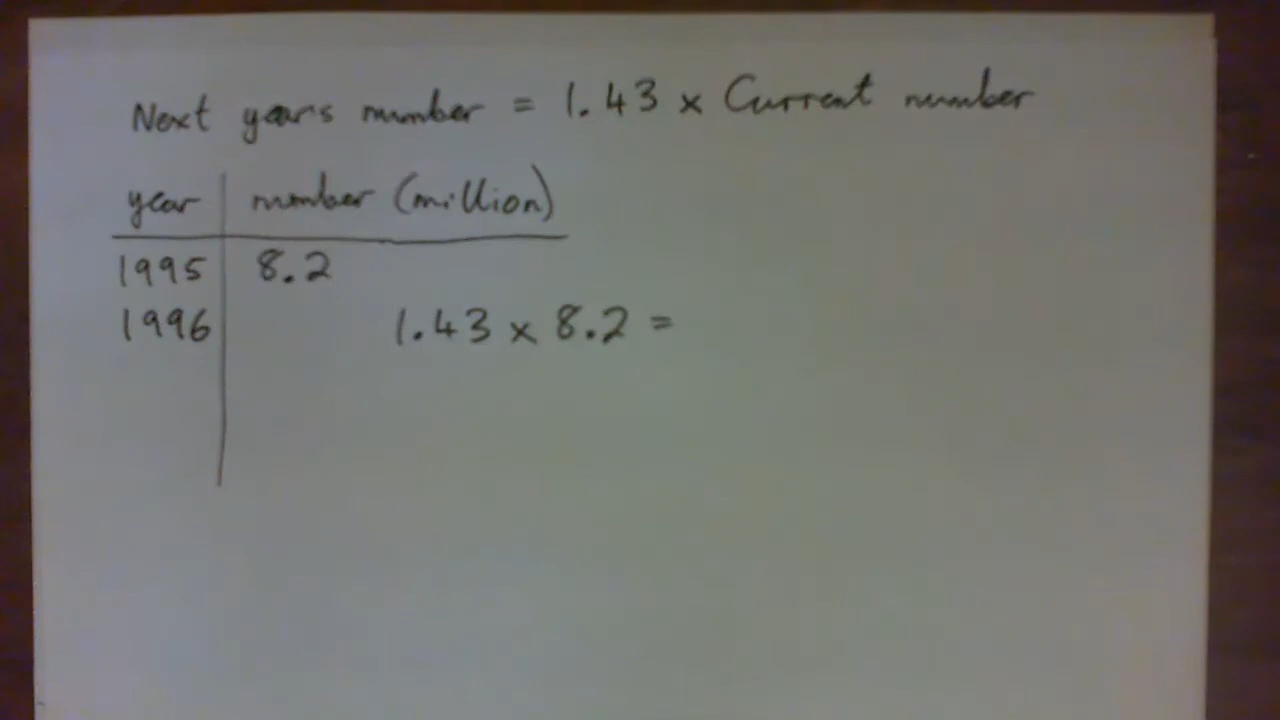 Next years number = 1.43 × Current number
year number (million)
1995 8.2
1996 1.43 × 8.2 =